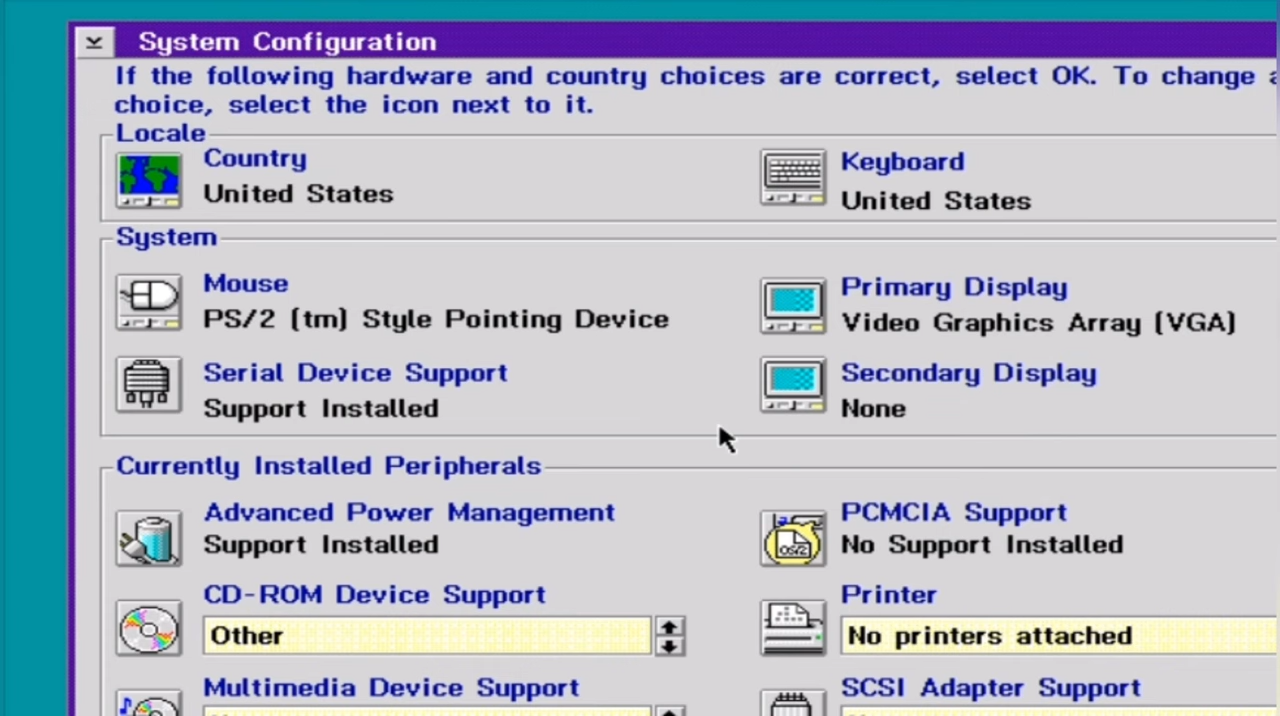 System Configuration
If the following hardware and country choices are correct, select OK. To change
choice, select the icon next to it.
Locale
Country
United States
Keyboard
United States
System
Mouse
PS/2 (tm) Style Pointing Device
Primary Display
Video Graphics Array (VGA)
Serial Device Support
Support Installed
Secondary Display
None
Currently Installed Peripherals
Advanced Power Management
Support Installed
PCMCIA Support
OS/2
No Support Installed
CD-ROM Device Support
Other
Printer
No printers attached
Multimedia Device Support
SCSI Adapter Support